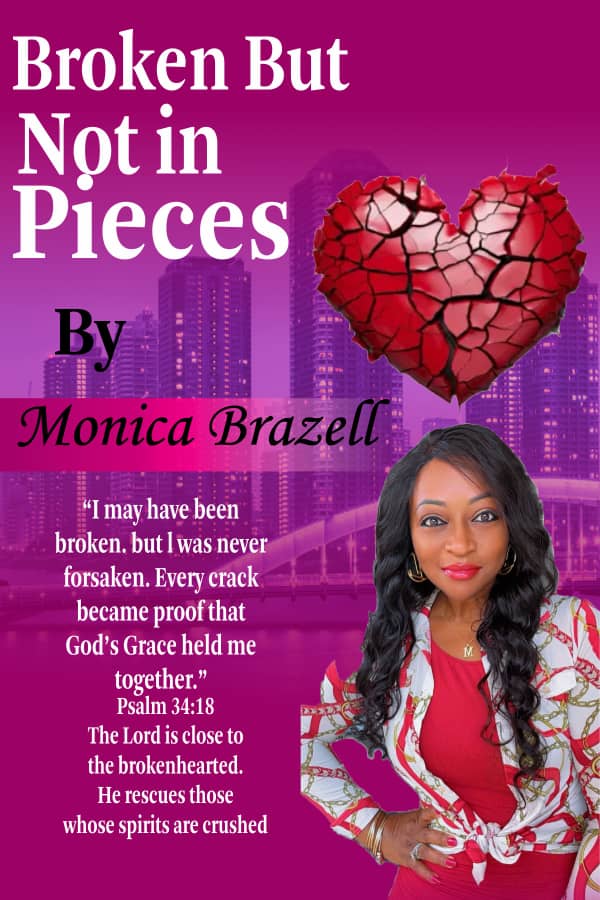 Broken But
Not in
Pieces
By
Monica Brazell
“I may have been
broken. but l was never
forsaken. Every crack
became proof that
God’s Grace held me
together.”
Psalm 34:18
The Lord is close to
the brokenhearted.
He rescues those
whose spirits are crushed
M